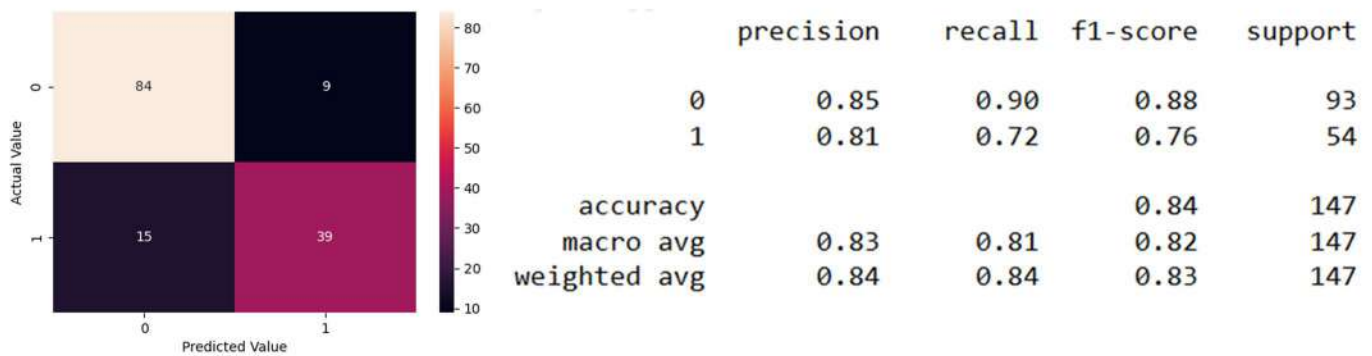 84 9
15 39
0
1
Actual Value
0 1
Predicted Value
80
70
60
50
40
30
20
10
precision recall f1-score support
0 0.85 0.90 0.88 93
1 0.81 0.72 0.76 54
accuracy 0.84 147
macro avg 0.83 0.81 0.82 147
weighted avg 0.84 0.84 0.83 147